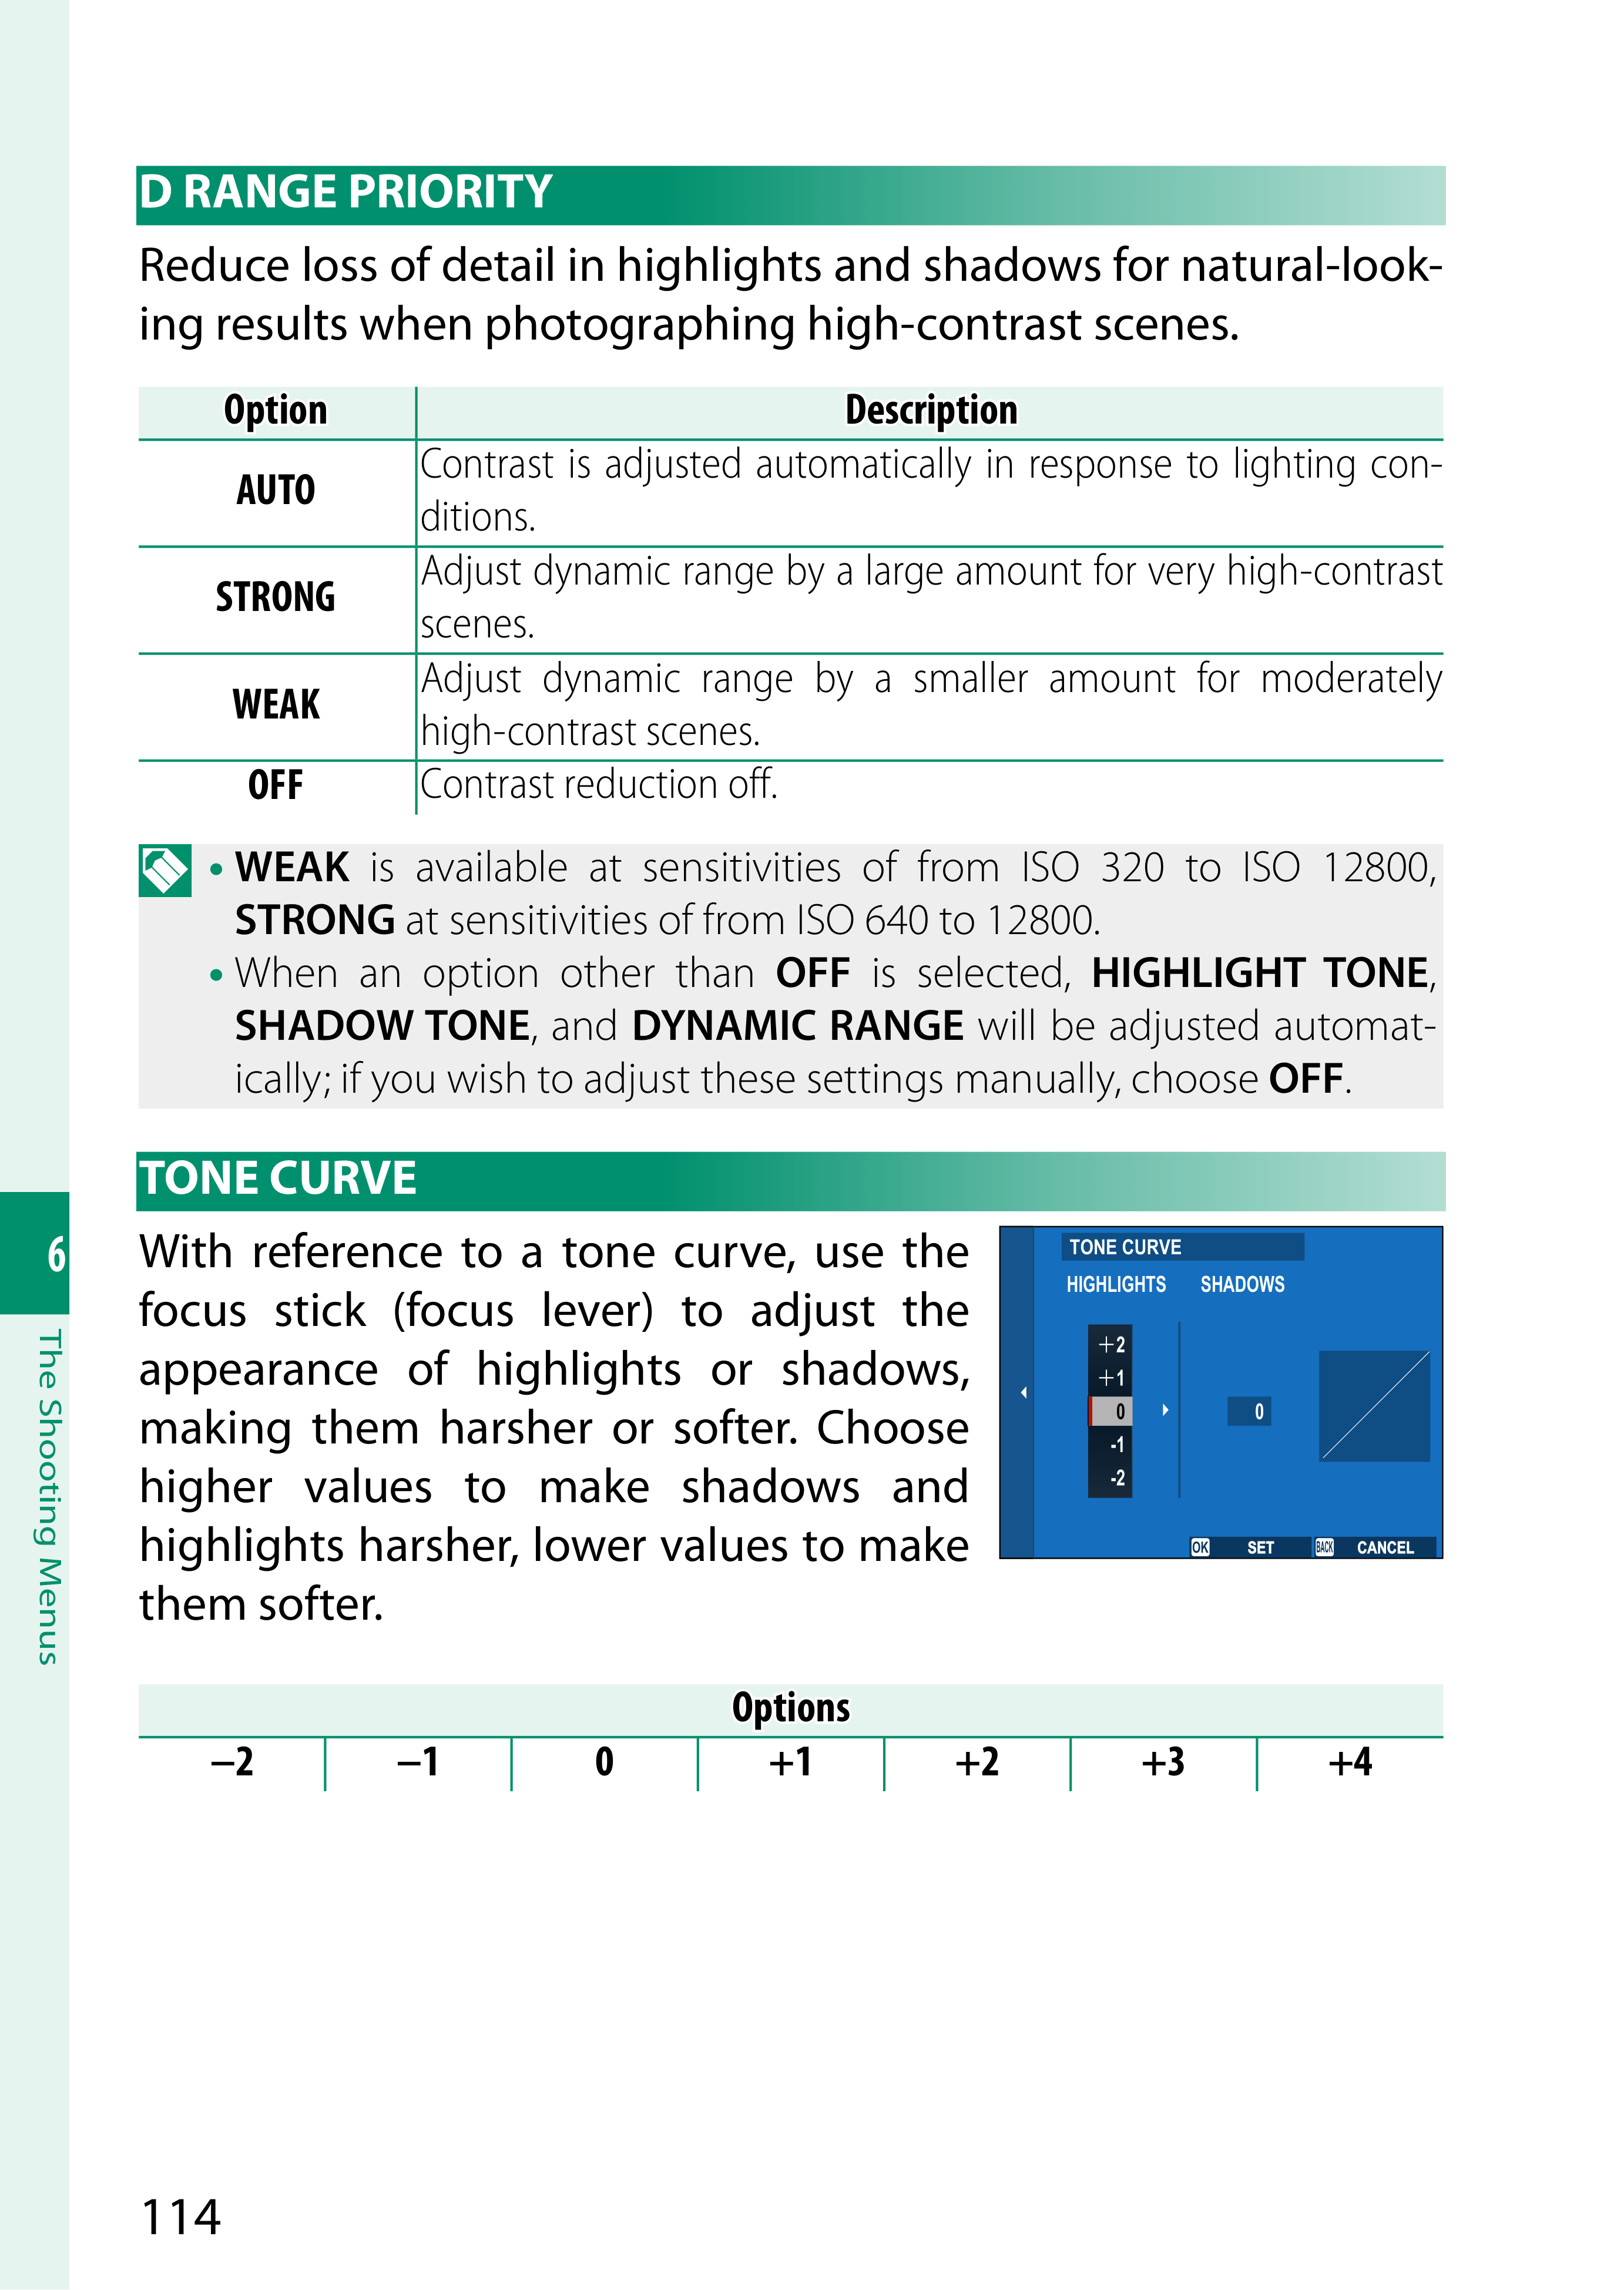 D RANGE PRIORITY
Reduce loss of detail in highlights and shadows for natural-look-
ing results when photographing high-contrast scenes.
Option Description
AUTO Contrast is adjusted automatically in response to lighting con-
ditions.
STRONG Adjust dynamic range by a large amount for very high-contrast
scenes.
WEAK Adjust dynamic range by a smaller amount for moderately
high-contrast scenes.
OFF Contrast reduction off.
• WEAK is available at sensitivities of from ISO 320 to ISO 12800,
STRONG at sensitivities of from ISO 640 to 12800.
• When an option other than OFF is selected, HIGHLIGHT TONE,
SHADOW TONE, and DYNAMIC RANGE will be adjusted automat-
ically; if you wish to adjust these settings manually, choose OFF.
TONE CURVE
With reference to a tone curve, use the
focus stick (focus lever) to adjust the
appearance of highlights or shadows,
making them harsher or softer. Choose
higher values to make shadows and
highlights harsher, lower values to make
them softer.
TONE CURVE
HIGHLIGHTS SHADOWS
+2
+1
0 0
-1
-2
OK SET BACK CANCEL
Options
−2 −1 0 +1 +2 +3 +4
6
The Shooting Menus
114